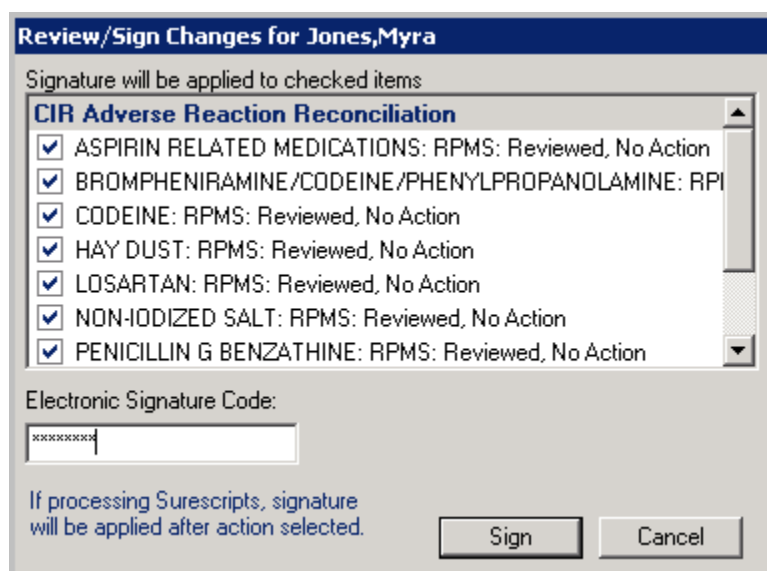 Review/Sign Changes for Jones,Myra
Signature will be applied to checked items
CIR Adverse Reaction Reconciliation
ASPIRIN RELATED MEDICATIONS: RPMS: Reviewed, No Action
BROMPHENIRAMINE/CODEINE/PHENYLPROPANOLAMINE: RP
CODEINE: RPMS: Reviewed, No Action
HAY DUST: RPMS: Reviewed, No Action
LOSARTAN: RPMS: Reviewed, No Action
NON-IODIZED SALT: RPMS: Reviewed, No Action
PENICILLIN G BENZATHINE: RPMS: Reviewed, No Action
Electronic Signature Code:
xxxxxxxx
If processing Surescripts, signature
will be applied after action selected.
Sign Cancel